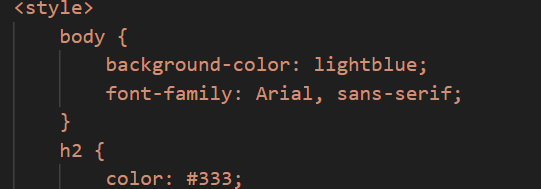 <style>
body {
background-color: lightblue;
font-family: Arial, sans-serif;
}
h2 {
color: #333;